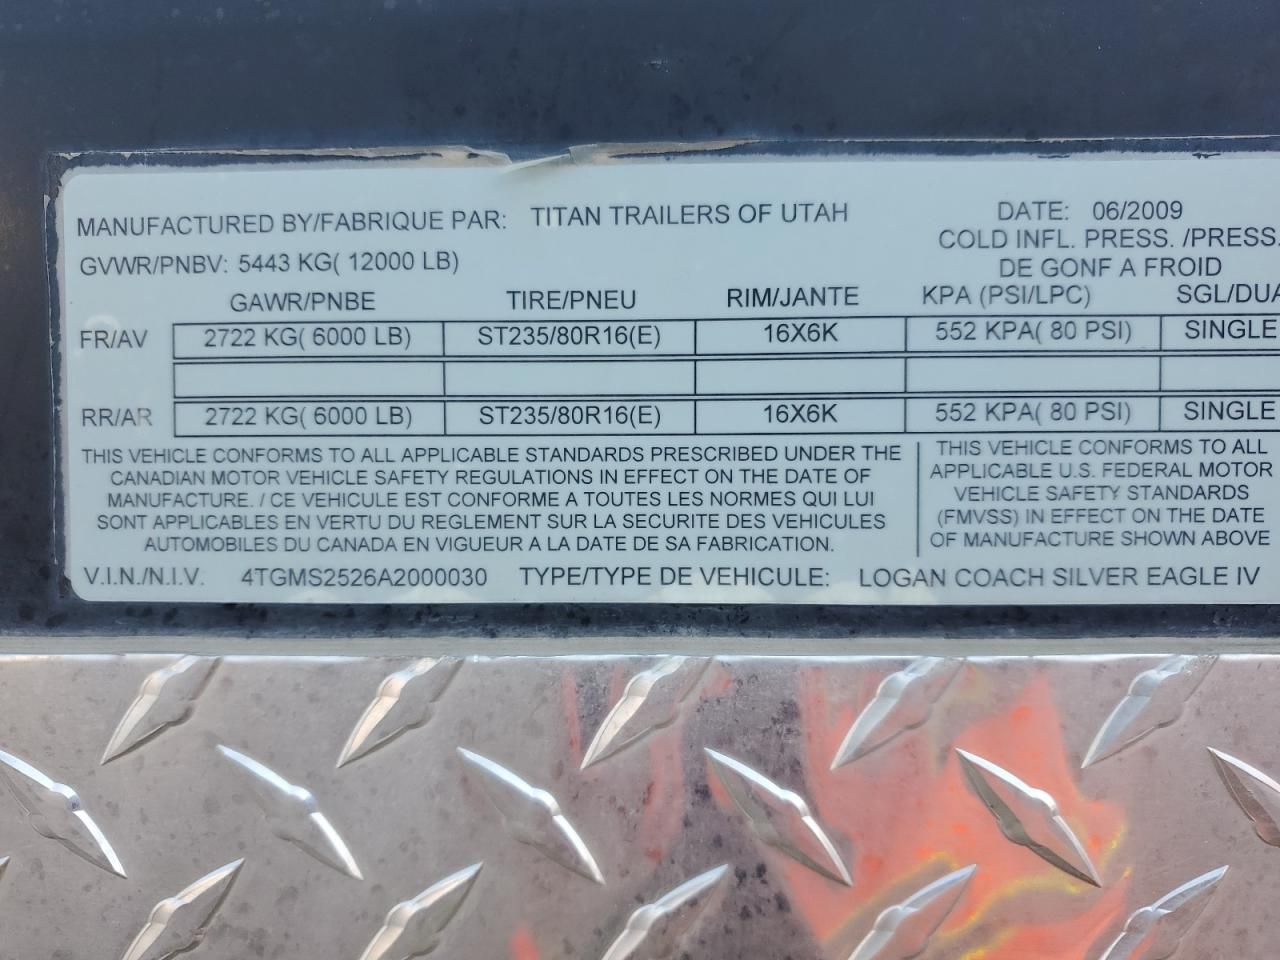 MANUFACTURED BY/FABRIQUE PAR: TITAN TRAILERS OF UTAH DATE: 06/2009
GVWR/PNBV: 5443 KG( 12000 LB) COLD INFL. PRESS. /PRESS.
DE GONF A FROID
GAWR/PNBE TIRE/PNEU RIM/JANTE KPA (PSI/LPC) SGL/DUA
FR/AV 2722 KG( 6000 LB) ST235/80R16(E) 16X6K 552 KPA( 80 PSI) SINGLE
RR/AR 2722 KG( 6000 LB) ST235/80R16(E) 16X6K 552 KPA( 80 PSI) SINGLE
THIS VEHICLE CONFORMS TO ALL APPLICABLE STANDARDS PRESCRIBED UNDER THE
CANADIAN MOTOR VEHICLE SAFETY REGULATIONS IN EFFECT ON THE DATE OF
MANUFACTURE. / CE VEHICULE EST CONFORME A TOUTES LES NORMES QUI LUI
SONT APPLICABLES EN VERTU DU REGLEMENT SUR LA SECURITE DES VEHICULES
AUTOMOBILES DU CANADA EN VIGUEUR A LA DATE DE SA FABRICATION.
THIS VEHICLE CONFORMS TO ALL
APPLICABLE U.S. FEDERAL MOTOR
VEHICLE SAFETY STANDARDS
(FMVSS) IN EFFECT ON THE DATE
OF MANUFACTURE SHOWN ABOVE
V.I.N./N.I.V. 4TGMS2526A2000030 TYPE/TYPE DE VEHICULE: LOGAN COACH SILVER EAGLE IV